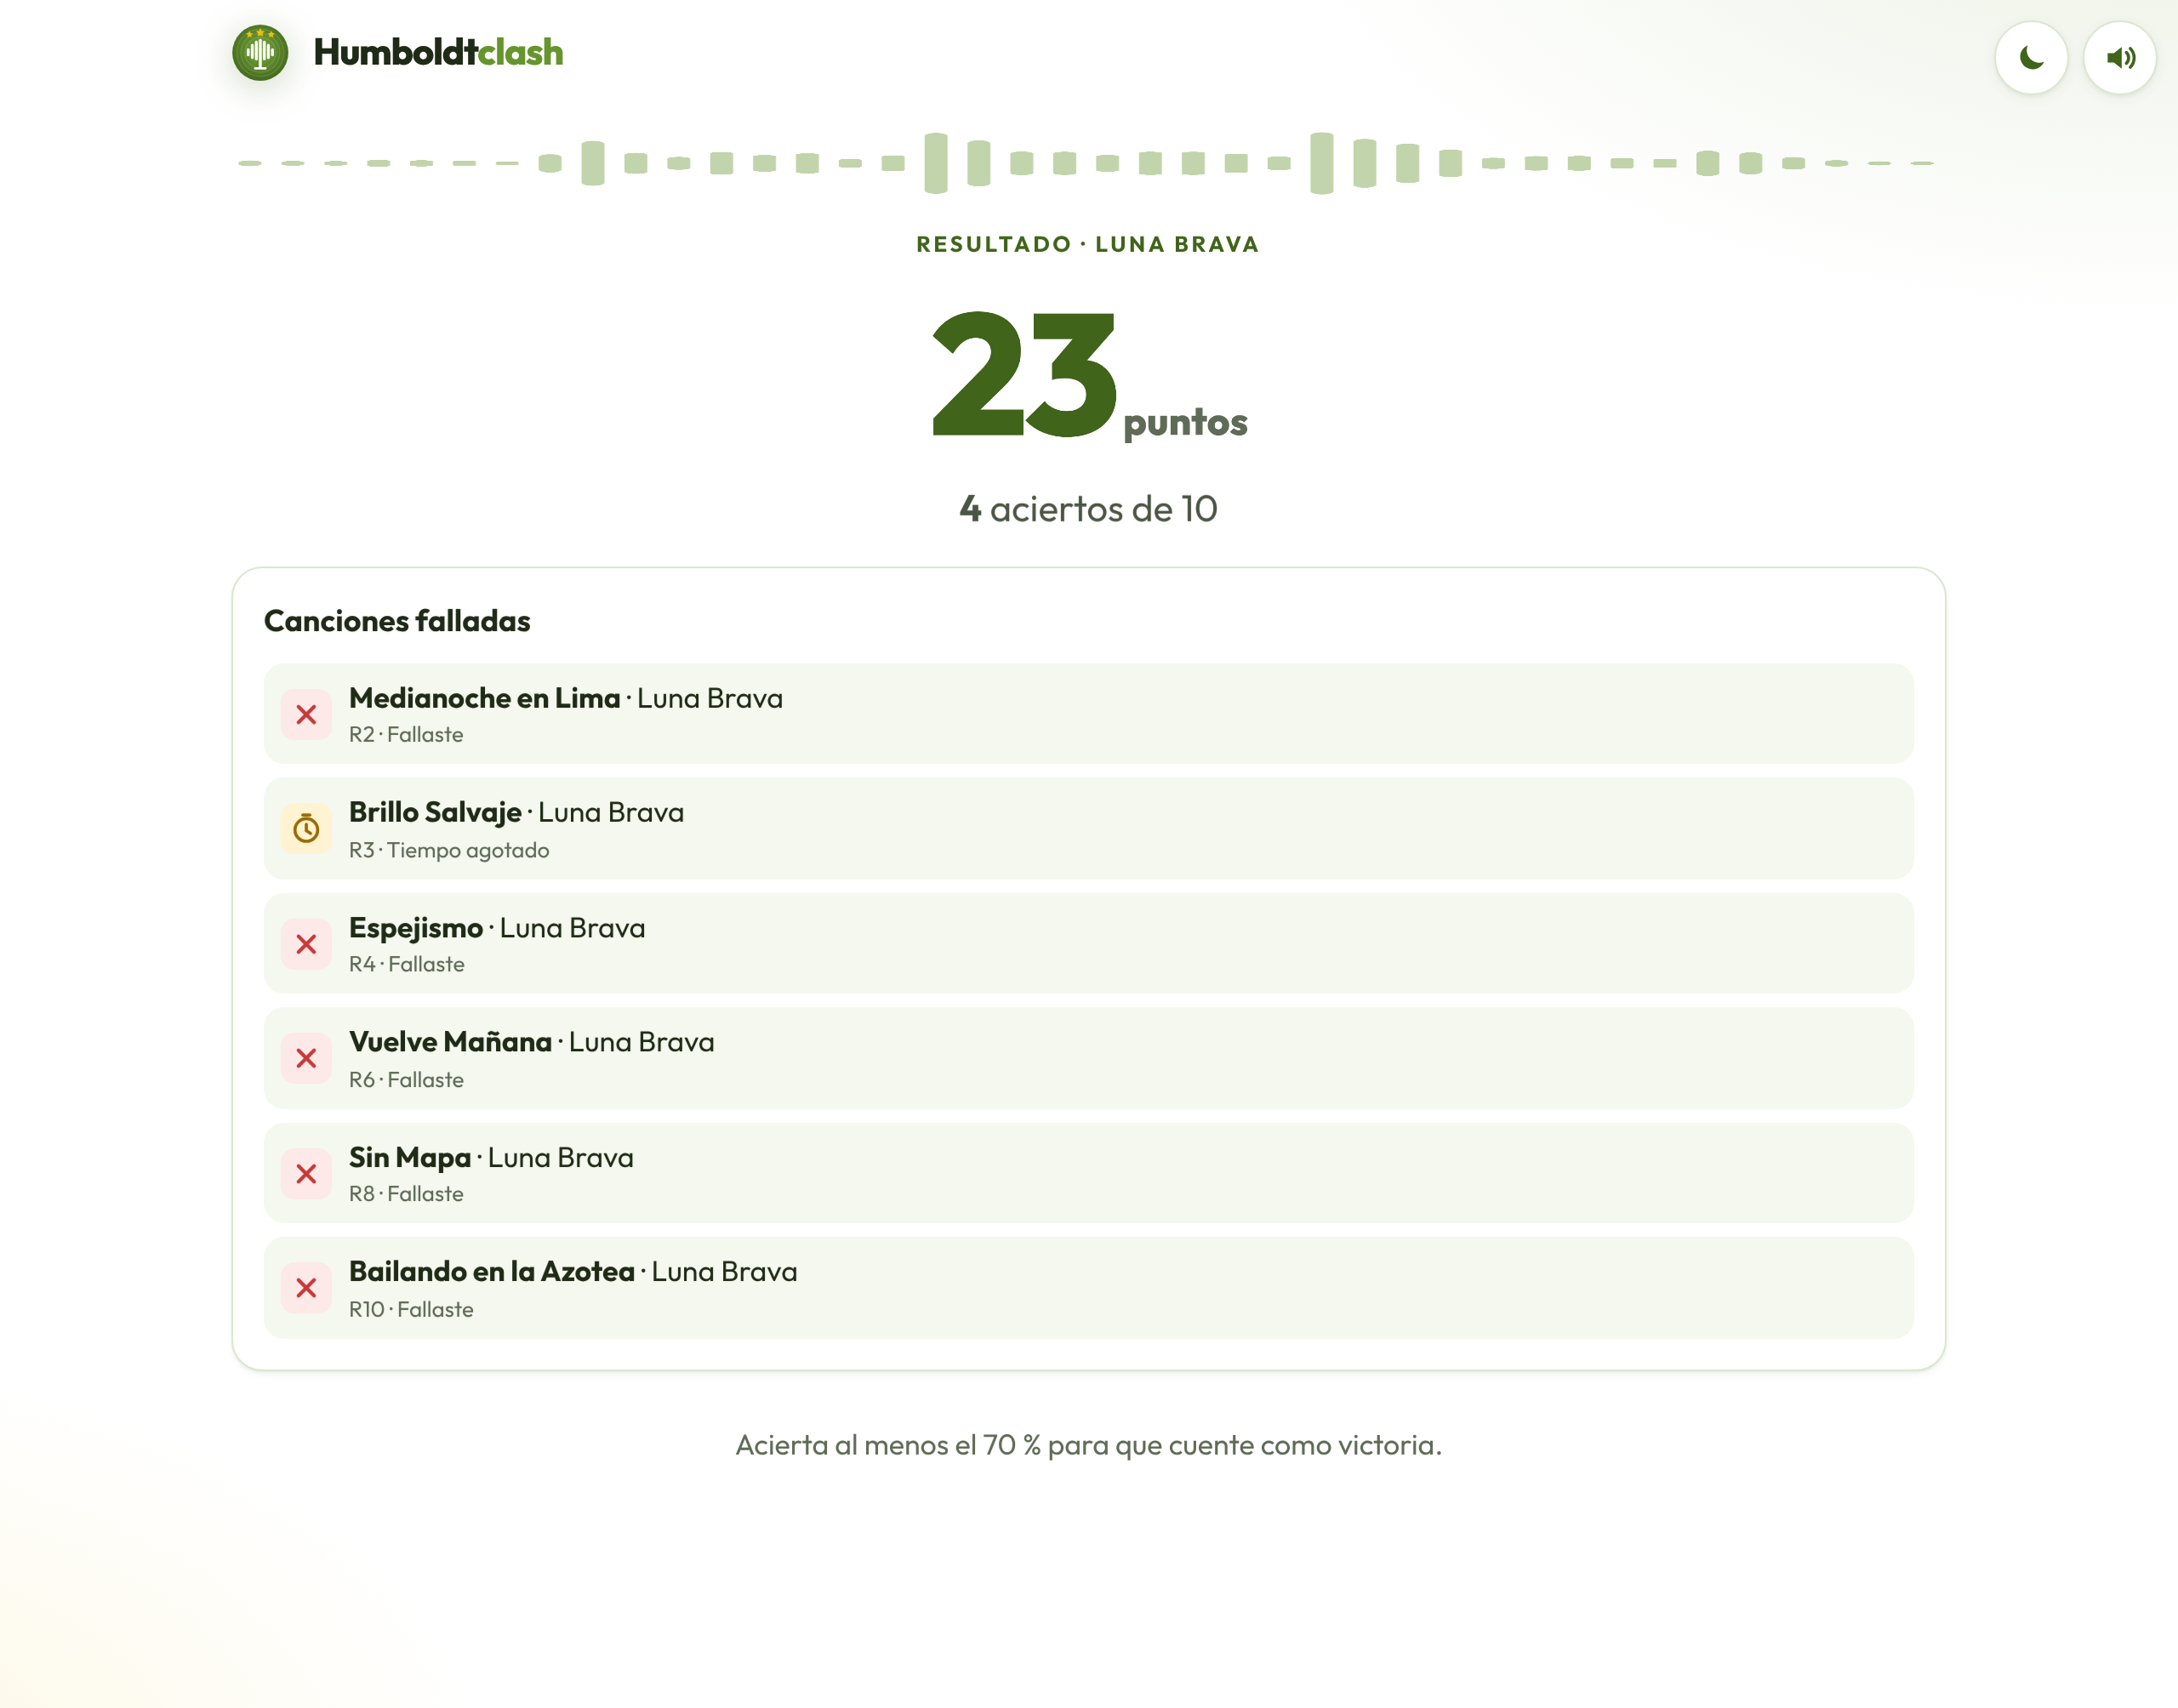 Humboldtclash
RESULTADO · LUNA BRAVA
23 puntos
4 aciertos de 10
Canciones falladas
Medianoche en Lima · Luna Brava
R2 · Fallaste
Brillo Salvaje · Luna Brava
R3 · Tiempo agotado
Espejismo · Luna Brava
R4 · Fallaste
Vuelve Mañana · Luna Brava
R6 · Fallaste
Sin Mapa · Luna Brava
R8 · Fallaste
Bailando en la Azotea · Luna Brava
R10 · Fallaste
Acierta al menos el 70 % para que cuente como victoria.